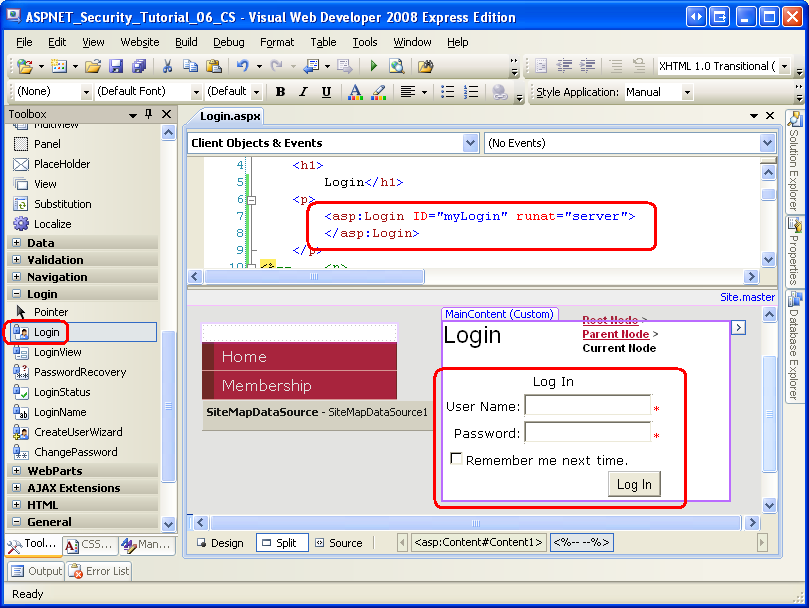 ASPNET_Security_Tutorial_06_CS - Visual Web Developer 2008 Express Edition
File Edit View Website Build Debug Format Table Tools Window Help
XHTML 1.0 Transitional (
(None) (Default Font) (Default B I U Style Application: Manual
Toolbox
Login.aspx
MultiView
Panel
PlaceHolder
View
Substitution
Localize
Data
Validation
Navigation
Login
Pointer
Login
LoginView
PasswordRecovery
LoginStatus
LoginName
CreateUserWizard
ChangePassword
WebParts
AJAX Extensions
HTML
General
Tool... CSS... Man...
Client Objects & Events (No Events)
4 <h1>
5 Login</h1>
6 <p>
7 <asp:Login ID="myLogin" runat="server">
8 </asp:Login>
9 </p>
10 <%-- <p>
Site.master
MainContent (Custom)
Login
Root Node >
Parent Node >
Current Node
Home
Membership
SiteMapDataSource - SiteMapDataSource1
Log In
User Name: *
Password: *
Remember me next time.
Log In
Design Split Source <asp:Content#Content1> <%-- --%>
Solution Explorer
Properties
Database Explorer
Output Error List
Ready